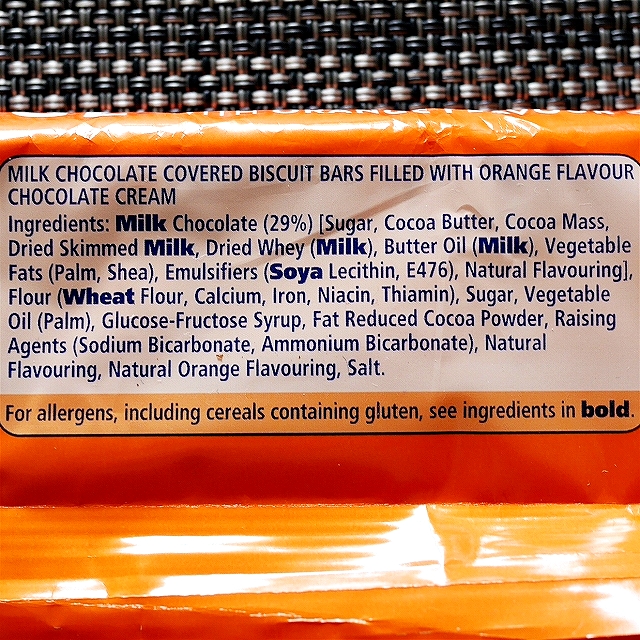 MILK CHOCOLATE COVERED BISCUIT BARS FILLED WITH ORANGE FLAVOUR
CHOCOLATE CREAM
Ingredients: Milk Chocolate (29%) [Sugar, Cocoa Butter, Cocoa Mass,
Dried Skimmed Milk, Dried Whey (Milk), Butter Oil (Milk), Vegetable
Fats (Palm, Shea), Emulsifiers (Soya Lecithin, E476), Natural Flavouring],
Flour (Wheat Flour, Calcium, Iron, Niacin, Thiamin), Sugar, Vegetable
Oil (Palm), Glucose-Fructose Syrup, Fat Reduced Cocoa Powder, Raising
Agents (Sodium Bicarbonate, Ammonium Bicarbonate), Natural
Flavouring, Natural Orange Flavouring, Salt.
For allergens, including cereals containing gluten, see ingredients in bold.